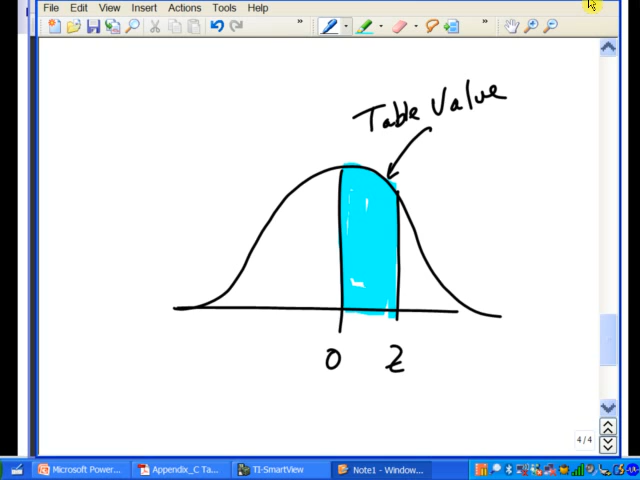 File Edit View Insert Actions Tools Help
» »
Table Value
0 z
4/4
Microsoft Power... Appendix_C Ta... TI-SmartView Note1 - Window...